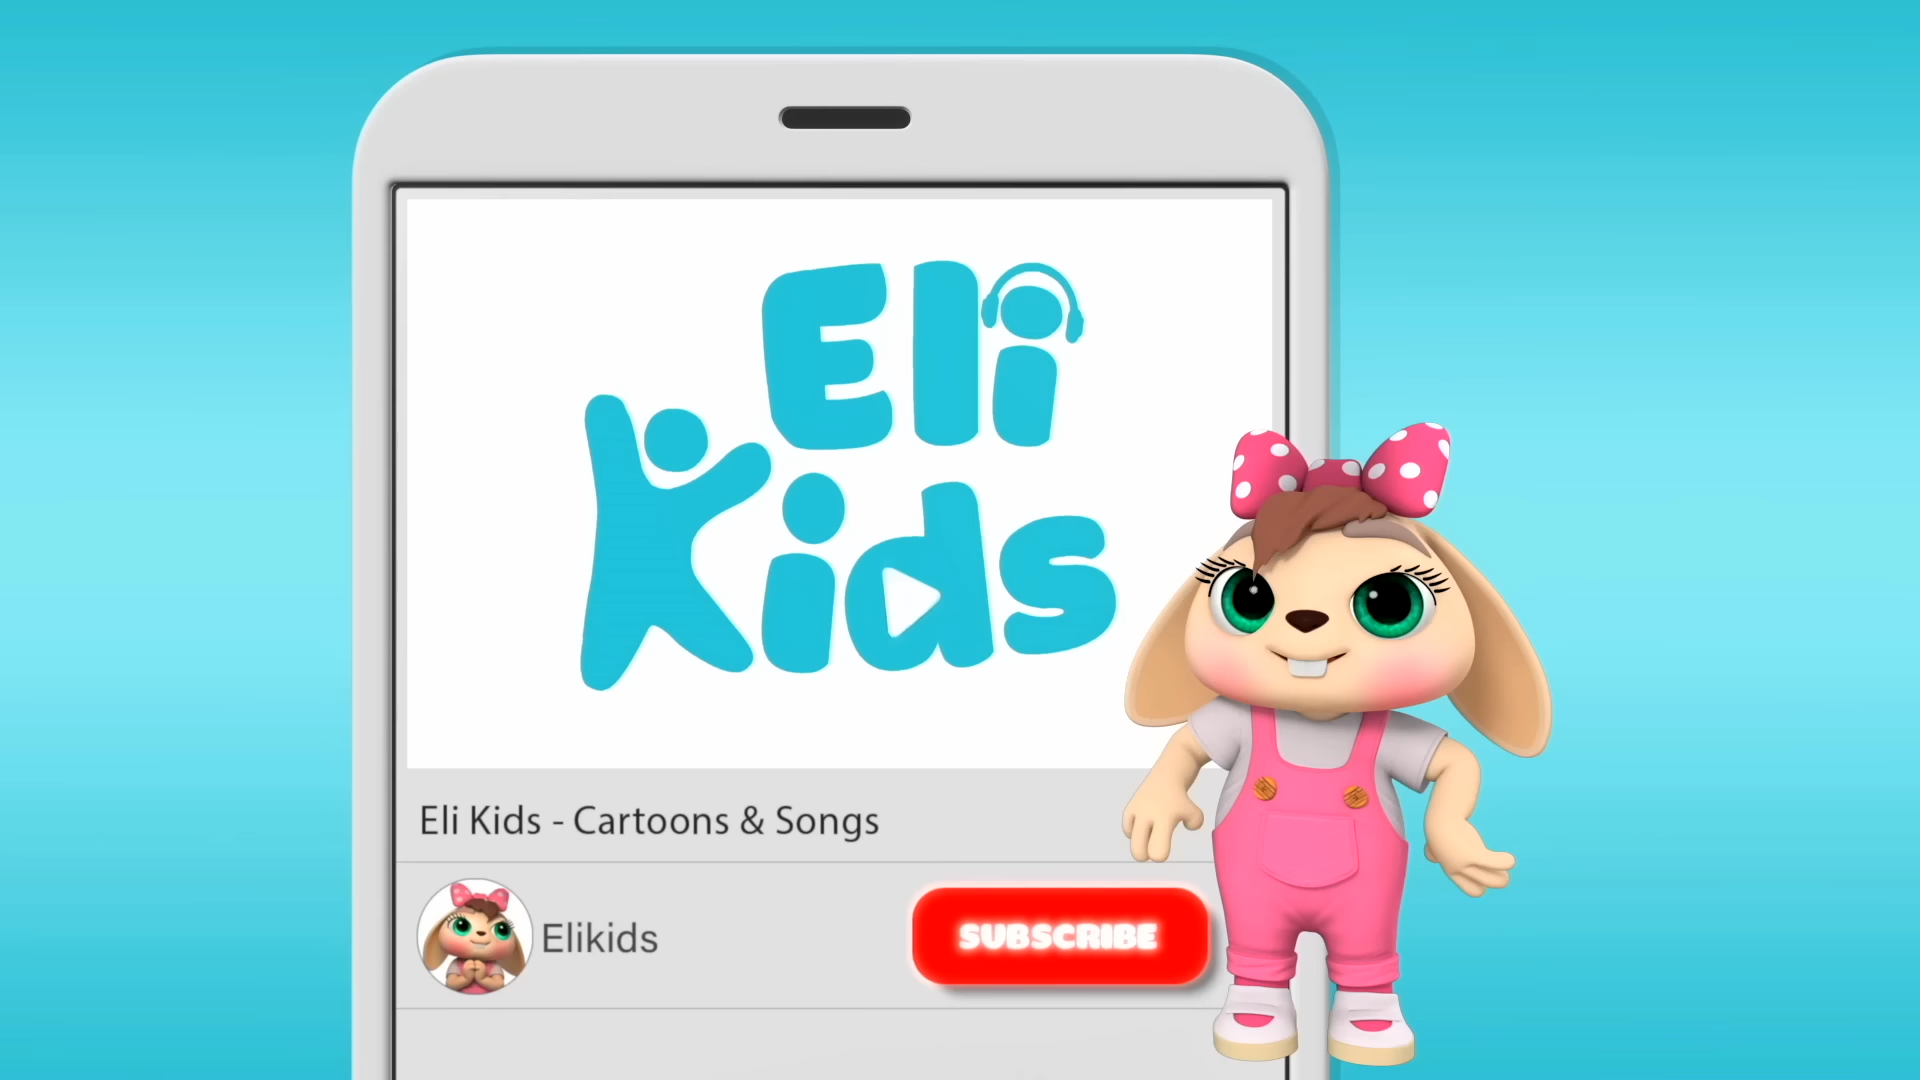 Eli
Kids
Eli Kids - Cartoons & Songs
Elikids
SUBSCRIBE